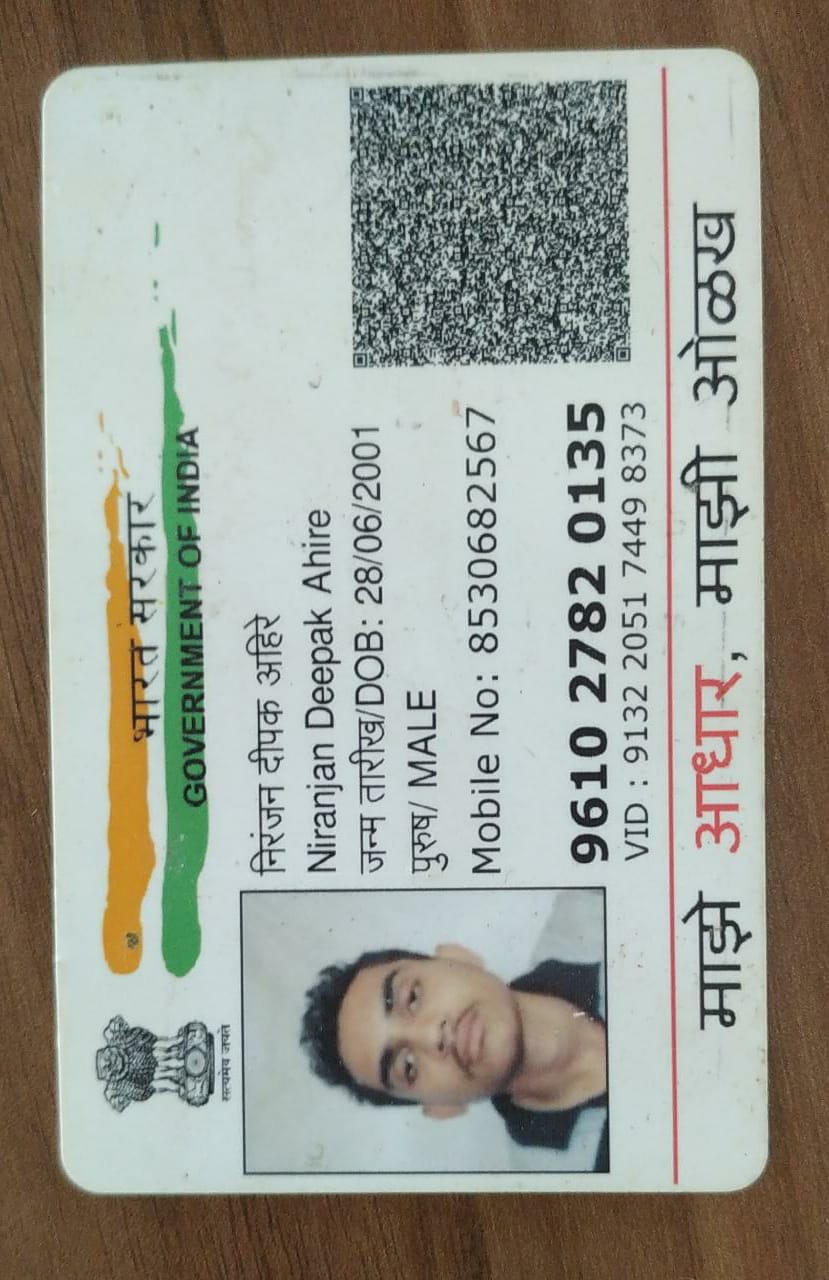 भारत सरकार
GOVERNMENT OF INDIA
सत्यमेव जयते
निरंजन दीपक अहिरे
Niranjan Deepak Ahire
जन्म तारीख/DOB: 28/06/2001
पुरुष/ MALE
Mobile No: 8530682567
9610 2782 0135
VID : 9132 2051 7449 8373
माझे आधार, माझी ओळख